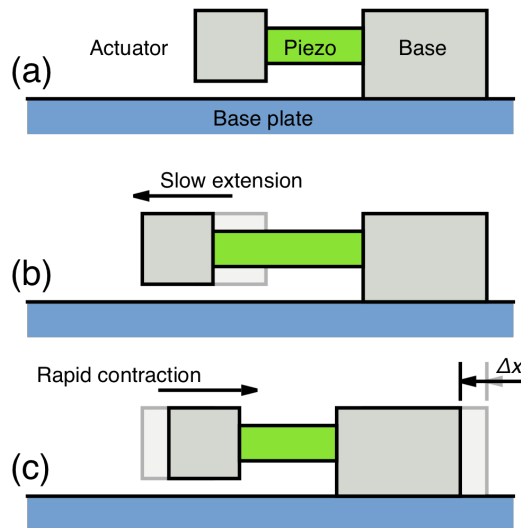 Actuator Piezo Base
(a)
Base plate
Slow extension
(b)
Δx
Rapid contraction
(c)